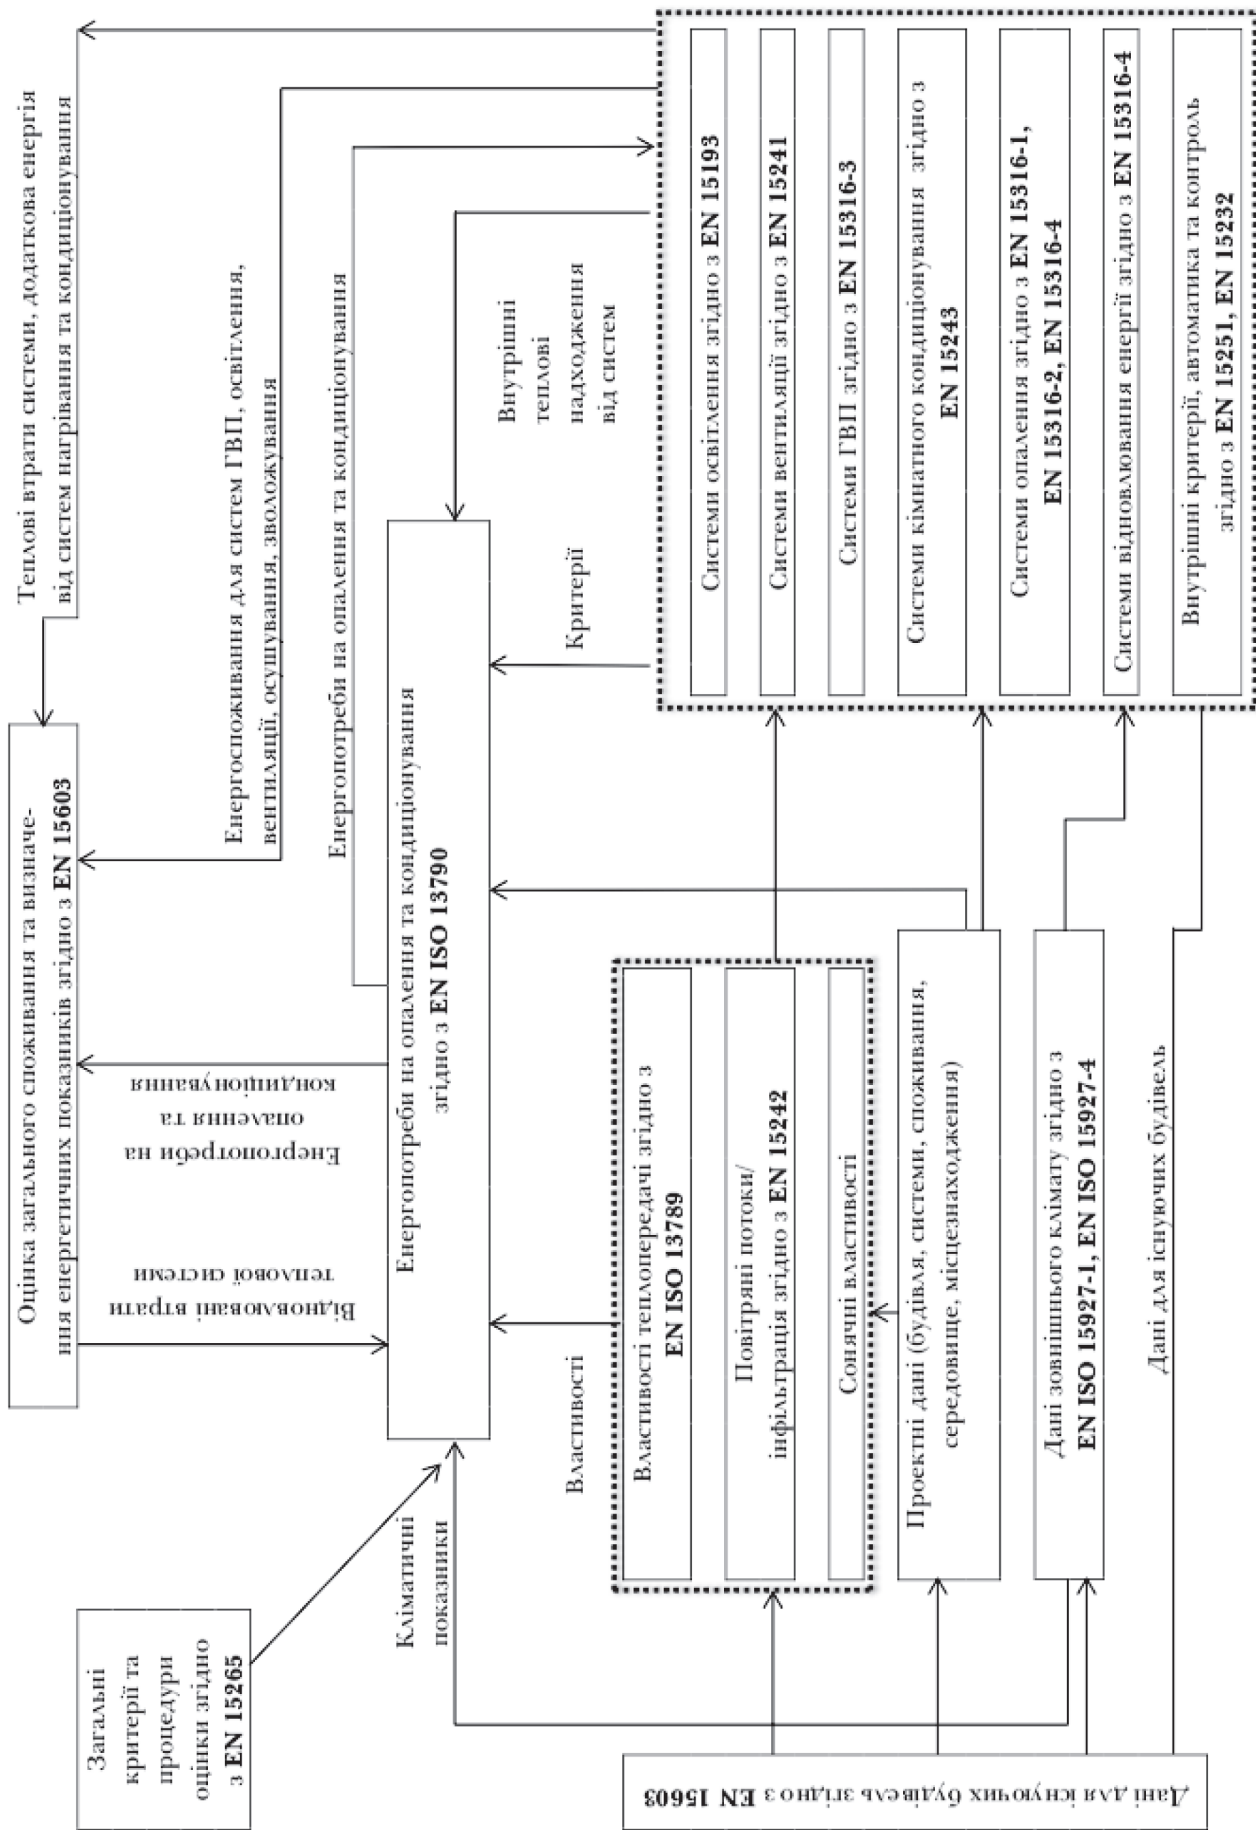 Оцінка загального споживання та визначе-
ння енергетичних показників згідно з EN 15603
Теплові втрати системи, додаткова енергія
від систем нагрівання та кондиціонування
Загальні
критерії та
процедури
оцінки згідно
з EN 15265
Відновлювані втрати
теплової системи
Енергопотреби на
опалення та
кондиціонування
Енергоспоживання для систем ГВП, освітлення,
вентиляції, осушування, зволожування
Енергопотреби на опалення та кондиціонування
Кліматичні
показники
Енергопотреби на опалення та кондиціонування
згідно з EN ISO 13790
Внутрішні
теплові
надходження
від систем
Властивості
Критерії
Дані для існуючих будівель згідно з EN 15603
Властивості теплопередачі згідно з
EN ISO 13789
Повітряні потоки/
інфільтрація згідно з EN 15242
Сонячні властивості
Проектні дані (будівля, системи, споживання,
середовище, місцезнаходження)
Дані зовнішнього клімату згідно з
EN ISO 15927-1, EN ISO 15927-4
Дані для існуючих будівель
Системи освітлення згідно з EN 15193
Системи вентиляції згідно з EN 15241
Системи ГВП згідно з EN 15316-3
Системи кімнатного кондиціонування згідно з
EN 15243
Системи опалення згідно з EN 15316-1,
EN 15316-2, EN 15316-4
Системи відновлювання енергії згідно з EN 15316-4
Внутрішні критерії, автоматика та контроль
згідно з EN 15251, EN 15232